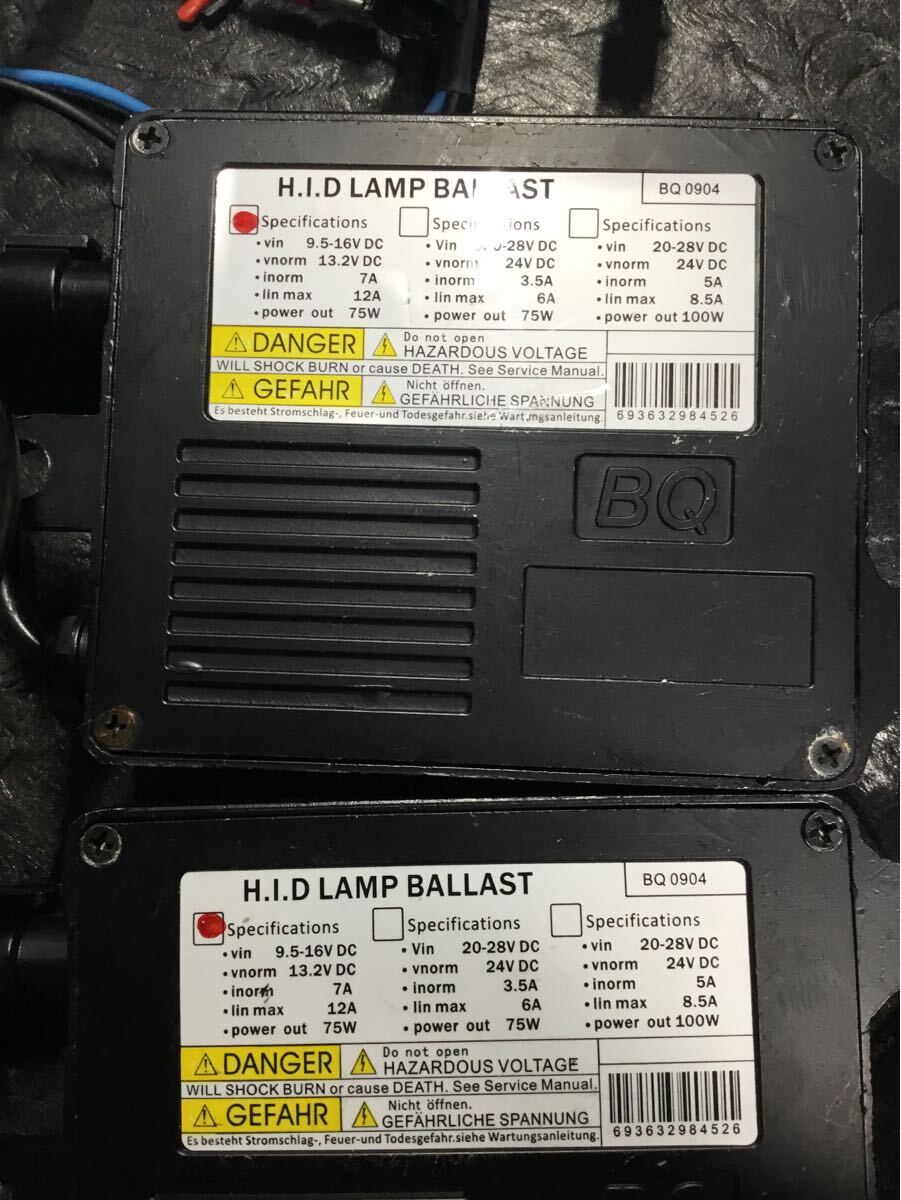 H.I.D LAMP BALLAST
BQ 0904
Specifications
• vin 9.5-16V DC
• vnorm 13.2V DC
• inorm 7A
• lin max 12A
• power out 75W
• Vin -28V DC
• vnorm 24V DC
• inorm 3.5A
• lin max 6A
• power out 75W
Specifications
• vin 20-28V DC
• vnorm 24V DC
• inorm 5A
• lin max 8.5A
• power out 100W
DANGER
Do not open
HAZARDOUS VOLTAGE
WILL SHOCK BURN or cause DEATH. See Service Manual.
GEFAHR
Nicht öffnen.
GEFÄHRLICHE SPANNUNG
Es besteht Stromschlag-, Feuer-und Todesgefahr.siehe Wartungsanleitung.
693632984526
BQ
H.I.D LAMP BALLAST
BQ 0904
Specifications
• vin 9.5-16V DC
• vnorm 13.2V DC
• inorm 7A
• lin max 12A
• power out 75W
Specifications
• Vin 20-28V DC
• vnorm 24V DC
• inorm 3.5A
• lin max 6A
• power out 75W
Specifications
• vin 20-28V DC
• vnorm 24V DC
• inorm 5A
• lin max 8.5A
• power out 100W
DANGER
Do not open
HAZARDOUS VOLTAGE
WILL SHOCK BURN or cause DEATH. See Service Manual.
GEFAHR
Nicht öffnen.
GEFÄHRLICHE SPANNUNG
Es besteht Stromschlag-, Feuer-und Todesgefahr.siehe Wartungsanleitung.
693632984526